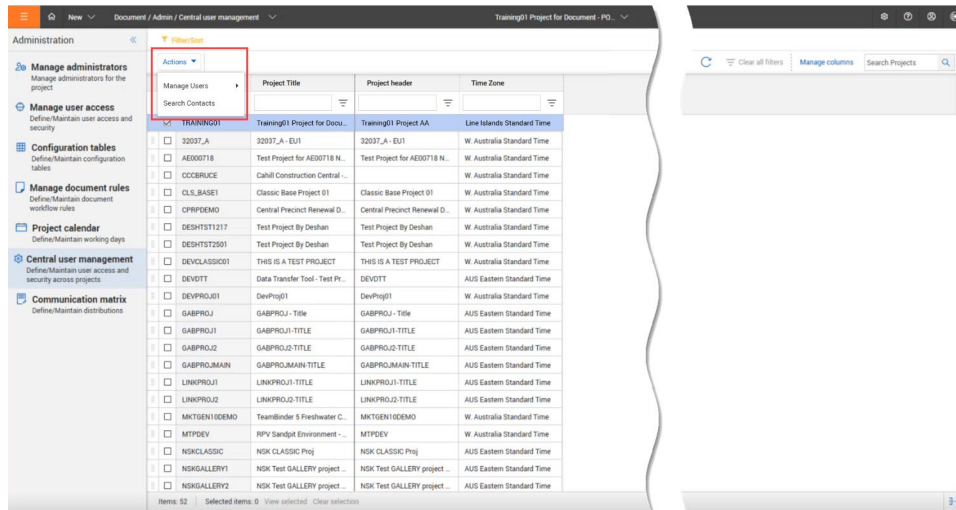 New
Document / Admin / Central user management
Training01 Project for Document - PO...
Administration
Filter/Sort
Manage administrators
Manage administrators for the
project
Manage user access
Define/Maintain user access and
security
Configuration tables
Define/Maintain configuration
tables
Manage document rules
Define/Maintain document
workflow rules
Project calendar
Define/Maintain working days
Central user management
Define/Maintain user access and
security across projects
Communication matrix
Define/Maintain distributions
Actions
Manage Users
Search Contacts
Clear all filters Manage columns Search Projects
Project Title Project header Time Zone
TRAINING01 Training01 Project for Docu... Training01 Project AA Line Islands Standard Time
32037_A 32037_A - EU1 32037_A - EU1 W. Australia Standard Time
AE000718 Test Project for AE00718 N... Test Project for AE00718 N... W. Australia Standard Time
CCCBRUCE Cahill Construction Central -... W. Australia Standard Time
CLS_BASE1 Classic Base Project 01 Classic Base Project 01 W. Australia Standard Time
CPRPDEMO Central Precinct Renewal D... Central Precinct Renewal D... W. Australia Standard Time
DESHTST1217 Test Project By Deshan Test Project By Deshan W. Australia Standard Time
DESHTST2501 Test Project By Deshan Test Project By Deshan W. Australia Standard Time
DEVCLASSIC01 THIS IS A TEST PROJECT THIS IS A TEST PROJECT W. Australia Standard Time
DEVDTT Data Transfer Tool - Test Pr... DEVDTT AUS Eastern Standard Time
DEVPROJ01 DevProj01 DevProj01 W. Australia Standard Time
GABPROJ GABPROJ - Title GABPROJ - Title AUS Eastern Standard Time
GABPROJ1 GABPROJ1-TITLE GABPROJ1-TITLE AUS Eastern Standard Time
GABPROJ2 GABPROJ2-TITLE GABPROJ2-TITLE AUS Eastern Standard Time
GABPROJMAIN GABPROJMAIN-TITLE GABPROJMAIN-TITLE AUS Eastern Standard Time
LINKPROJ1 LINKPROJ1-TITLE LINKPROJ1-TITLE AUS Eastern Standard Time
LINKPROJ2 LINKPROJ2-TITLE LINKPROJ2-TITLE AUS Eastern Standard Time
MKTGEN10DEMO TeamBinder 5 Freshwater C... MKTGEN10DEMO W. Australia Standard Time
MTPDEV RPV Sandpit Environment - ... MTPDEV W. Australia Standard Time
NSKCLASSIC NSK CLASSIC Proj NSK CLASSIC Proj AUS Eastern Standard Time
NSKGALLERY1 NSK Test GALLERY project ... NSK Test GALLERY project ... AUS Eastern Standard Time
NSKGALLERY2 NSK Test GALLERY project ... NSK Test GALLERY project ... AUS Eastern Standard Time
Items: 52 Selected items: 0 View selected Clear selection